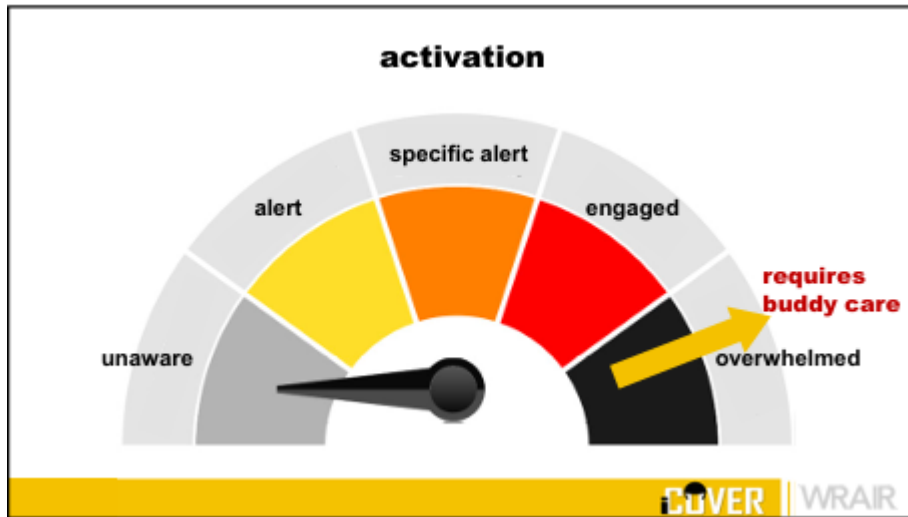 activation
specific alert
alert
engaged
requires
buddy care
unaware
overwhelmed
iCOVER WRAIR